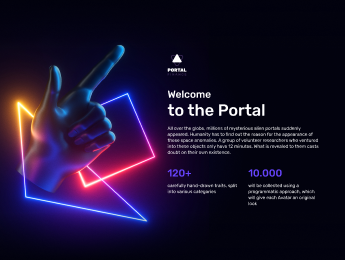 PORTAL
Welcome
to the Portal
All over the globe, millions of mysterious alien portals suddenly
appeared. Humanity has to find out the reason for the appearance of
those space anomalies. A group of volunteer researchers who ventured
into these objects only have 12 minutes. What is revealed to them casts
doubt on their own existence.
120+
carefully hand-drawn traits, split
into various categories
10.000
will be collected using a
programmatic approach, which
will give each Avatar an original
look